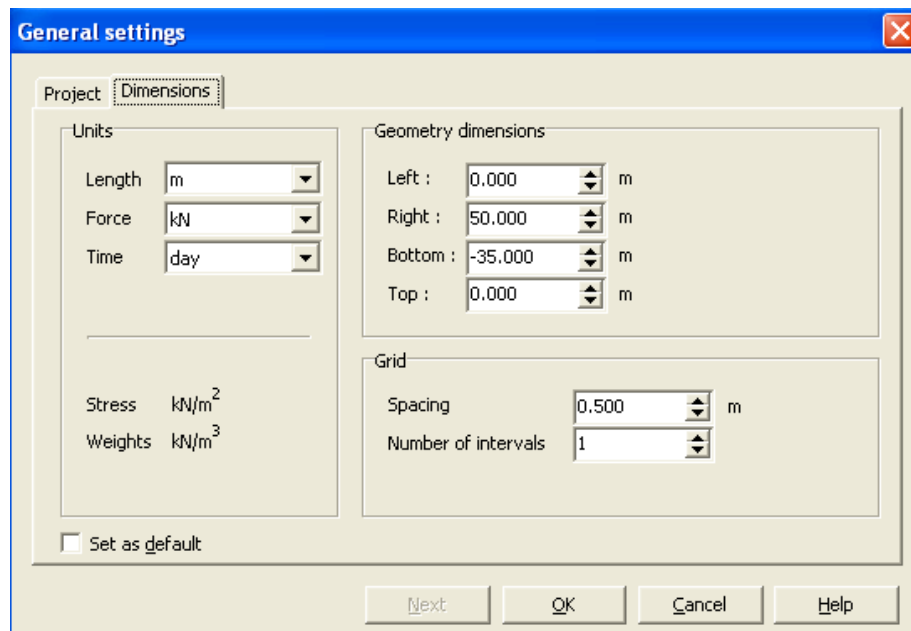 General settings
Project Dimensions
Units
Length m
Force kN
Time day
Stress kN/m²
Weights kN/m³
Set as default
Geometry dimensions
Left : 0.000 m
Right : 50.000 m
Bottom : -35.000 m
Top : 0.000 m
Grid
Spacing 0.500 m
Number of intervals 1
Next OK Cancel Help